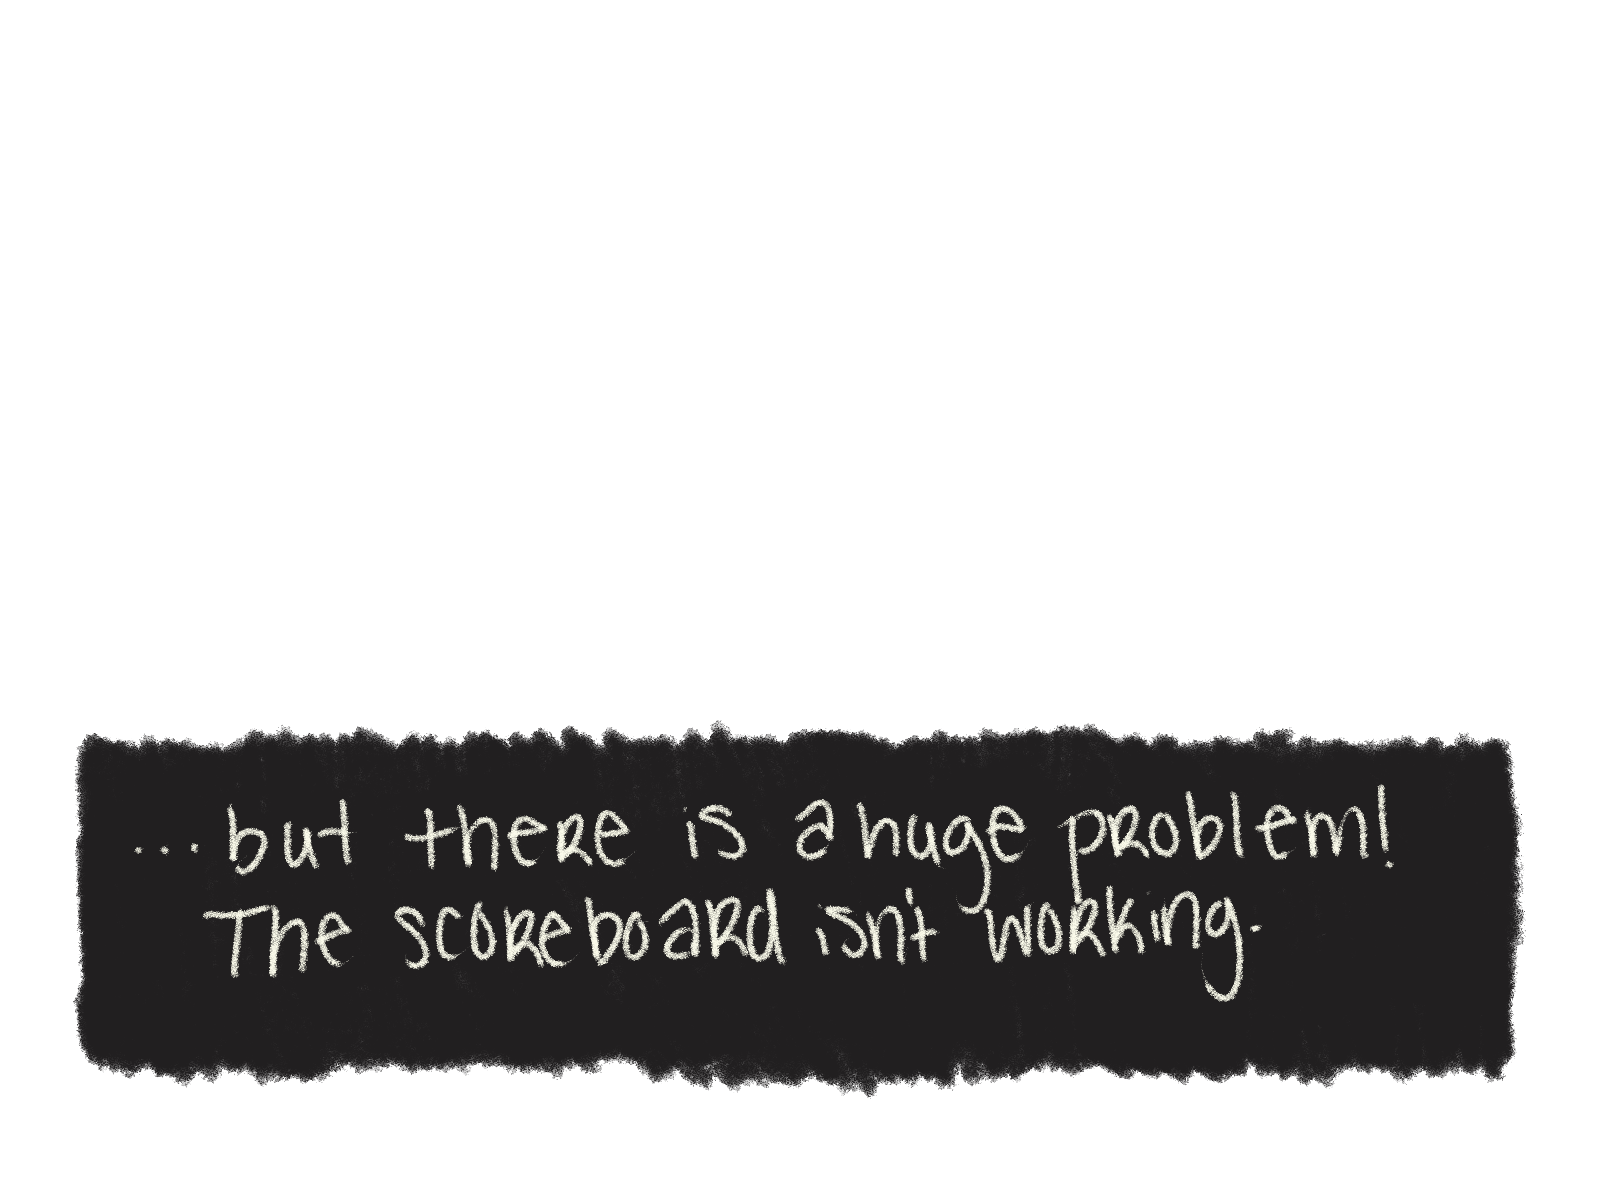 ...but there is a huge problem!
The scoreboard isn't working.